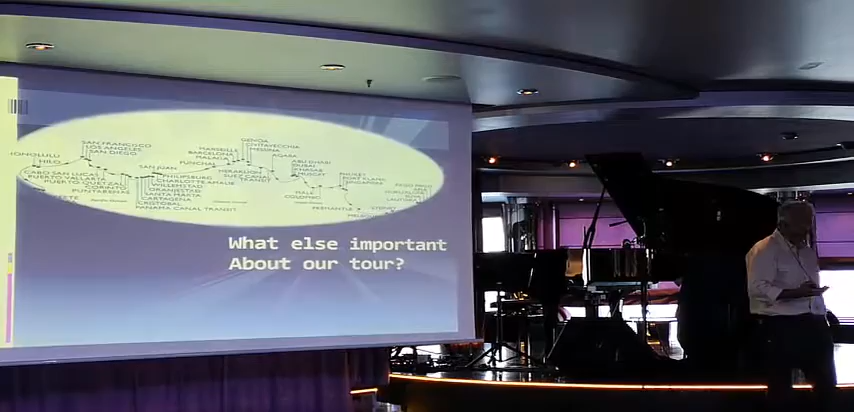 GENOA
SAN FRANCISCO
LOS ANGELES
SAN DIEGO
MARSEILLE
BARCELONA
MALAGA
FUNCHAL
CIVITAVECCHIA
MESSINA
AQABA
HONOLULU
HILO
ABU DHABI
DUBAI
MUSCAT
CABO SAN LUCAS
PUERTO VALLARTA
PUERTO QUETZAL
CORINTO
PUNTARENAS
SAN JUAN
PHILIPSBURG
CHARLOTTE AMALIE
WILLEMSTAD
ORANJESTAD
SANTA MARTA
CARTAGENA
CRISTOBAL
PANAMA CANAL TRANSIT
HERAKLION
SUEZ CANAL
TRANSIT
PHUKET
PORT KLANG
SINGAPORE
MALE
COLOMBO
FREMANTLE
SYDNEY
What else important
About our tour?